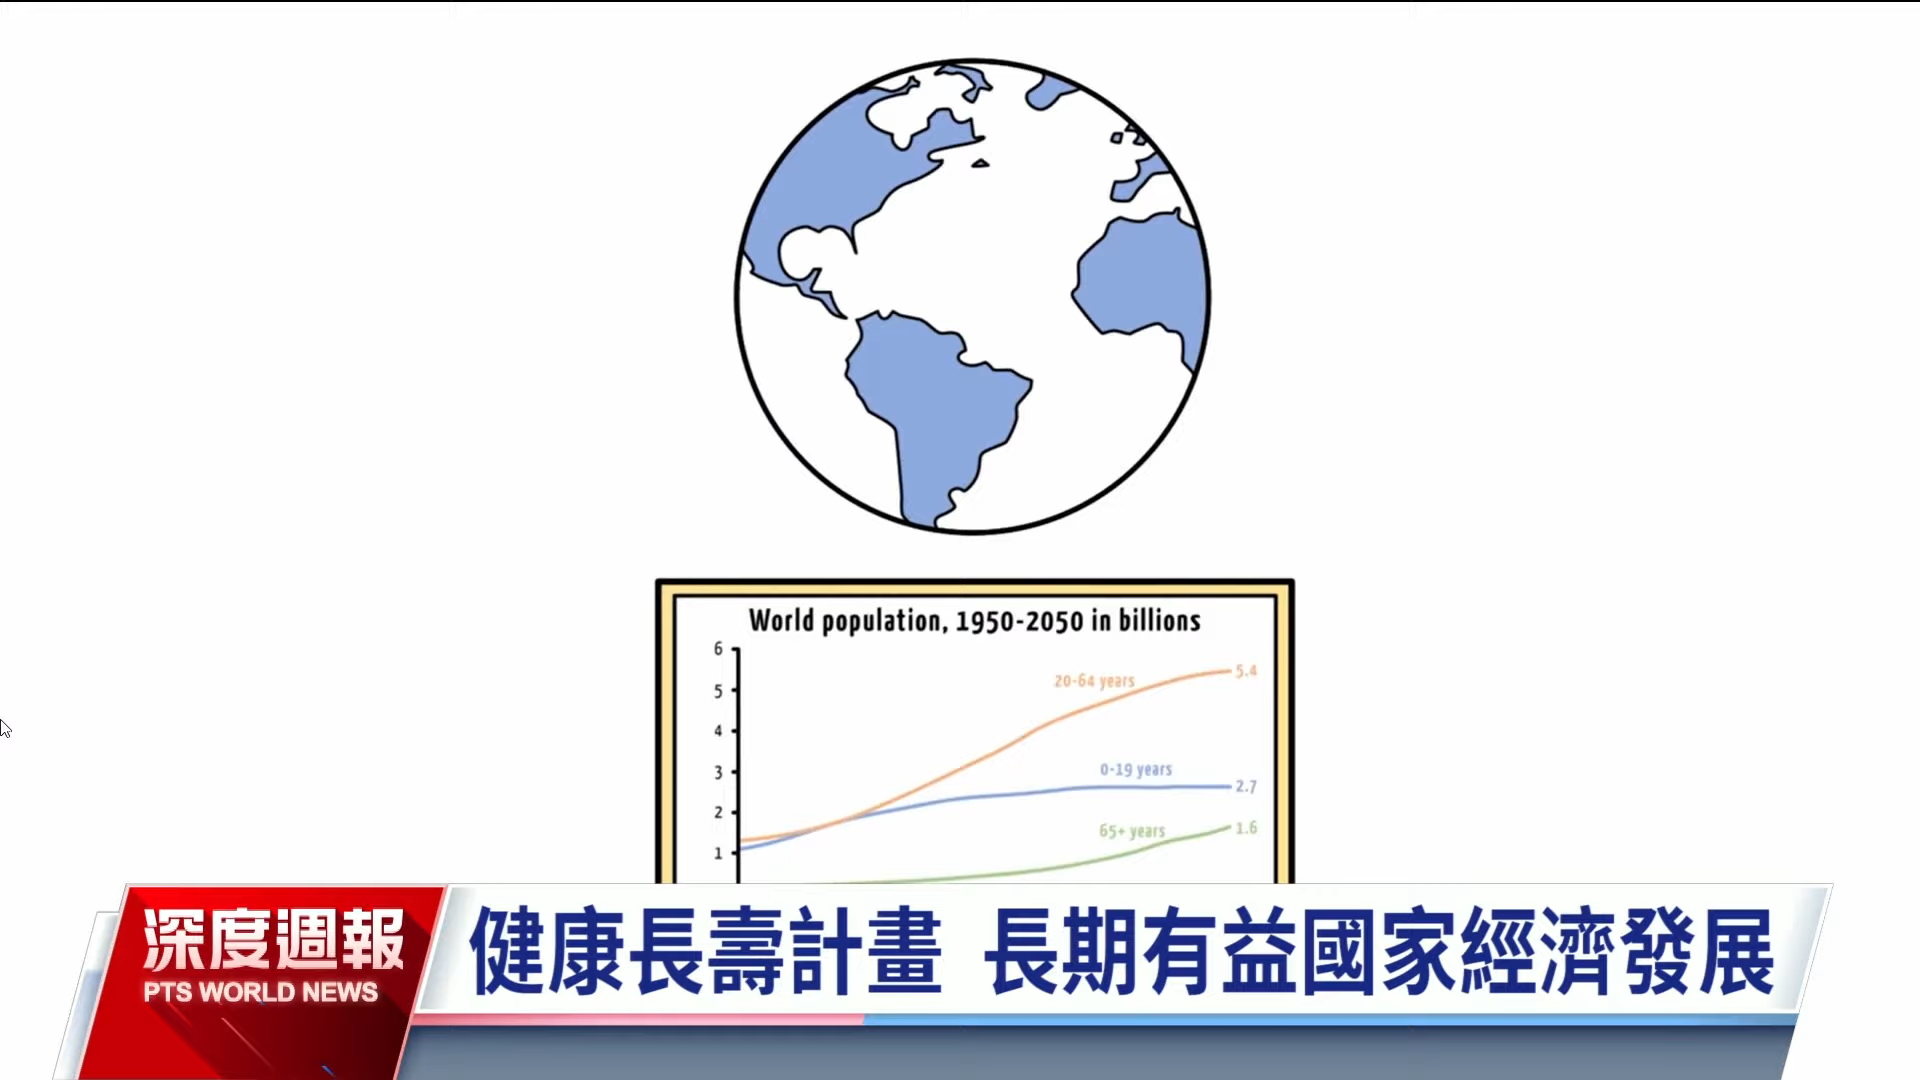 World population, 1950-2050 in billions
6
5
4
3
2
1
20-64 years
5.4
0-19 years
2.7
65+ years
1.6
深度週報
PTS WORLD NEWS
健康長壽計畫 長期有益國家經濟發展